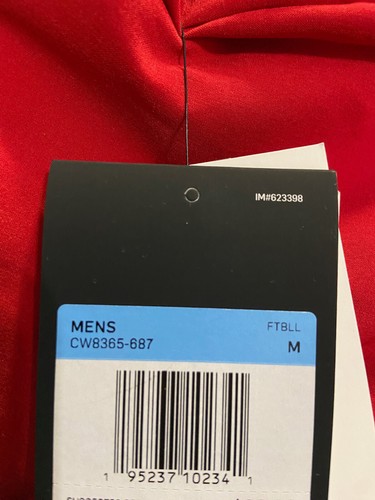 IM#623398
MENS FTBLL
CW8365-687 M
1 95237 10234 1